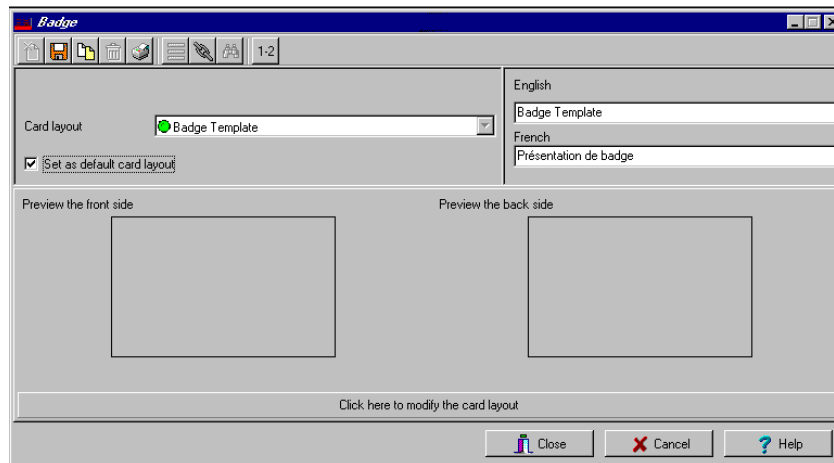 Badge
1-2
English
Badge Template
Card layout
Badge Template
French
Présentation de badge
Set as default card layout
Preview the front side
Preview the back side
Click here to modify the card layout
Close
Cancel
Help